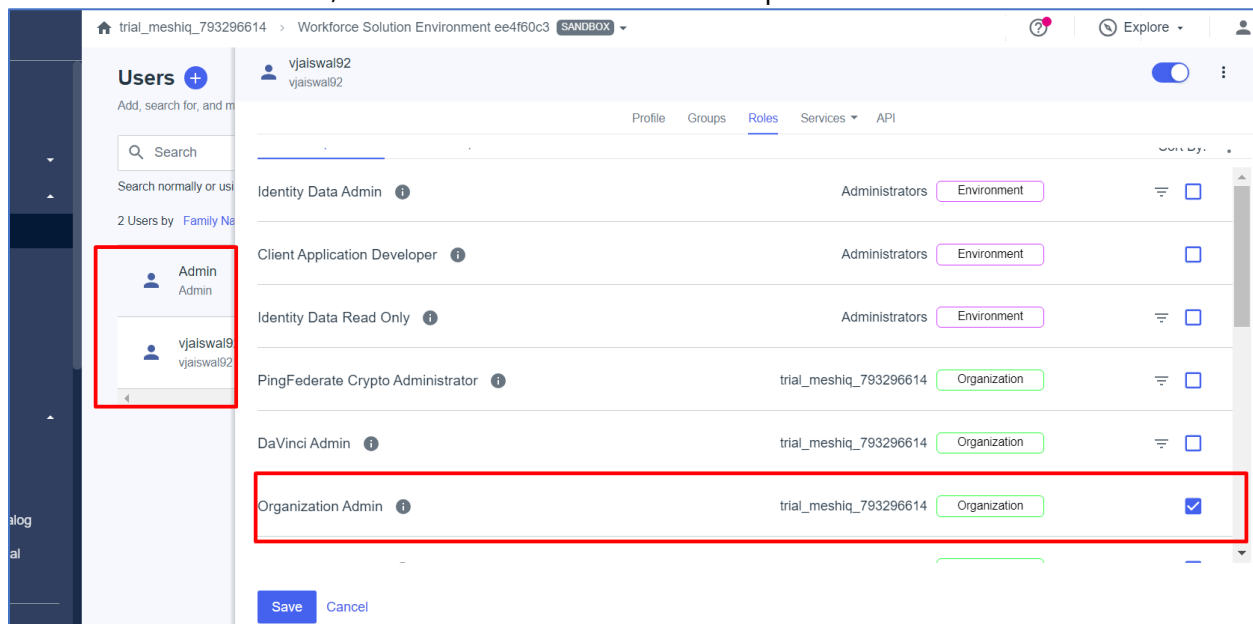 trial_meshiq_793296614 > Workforce Solution Environment ee4f60c3 SANDBOX
Explore
Users
Add, search for, and m
Search
Search normally or usi
2 Users by Family Na
Admin
Admin
vjaiswal9
vjaiswal92
alog
al
vjaiswal92
vjaiswal92
Profile Groups Roles Services API
Sort By:
Identity Data Admin Administrators Environment
Client Application Developer Administrators Environment
Identity Data Read Only Administrators Environment
PingFederate Crypto Administrator trial_meshiq_793296614 Organization
DaVinci Admin trial_meshiq_793296614 Organization
Organization Admin trial_meshiq_793296614 Organization
Save Cancel